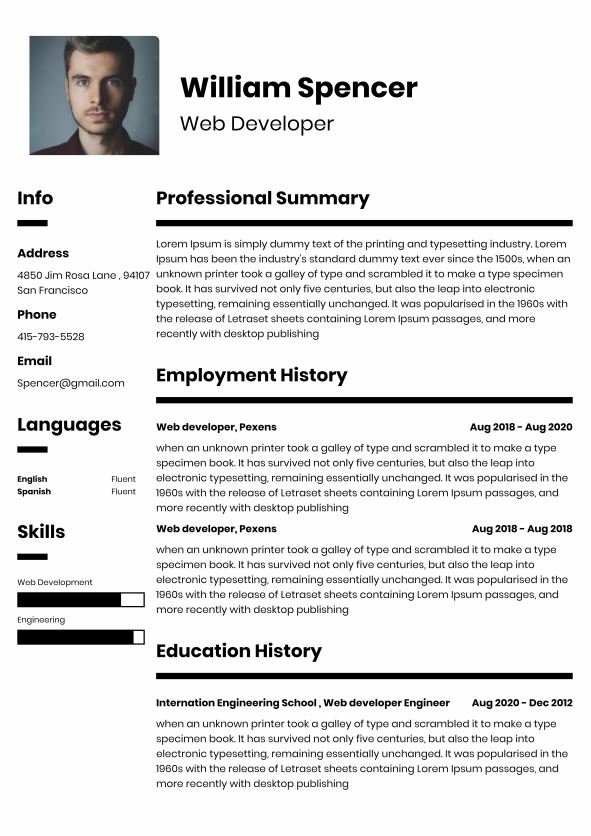 William Spencer
Web Developer
Info
Address
4850 Jim Rosa Lane , 94107
San Francisco
Phone
415-793-5528
Email
Spencer@gmail.com
Languages
English Fluent
Spanish Fluent
Skills
Web Development
Engineering
Professional Summary
Lorem Ipsum is simply dummy text of the printing and typesetting industry. Lorem
Ipsum has been the industry's standard dummy text ever since the 1500s, when an
unknown printer took a galley of type and scrambled it to make a type specimen
book. It has survived not only five centuries, but also the leap into electronic
typesetting, remaining essentially unchanged. It was popularised in the 1960s with
the release of Letraset sheets containing Lorem Ipsum passages, and more
recently with desktop publishing
Employment History
Web developer, Pexens Aug 2018 - Aug 2020
when an unknown printer took a galley of type and scrambled it to make a type
specimen book. It has survived not only five centuries, but also the leap into
electronic typesetting, remaining essentially unchanged. It was popularised in the
1960s with the release of Letraset sheets containing Lorem Ipsum passages, and
more recently with desktop publishing
Web developer, Pexens Aug 2018 - Aug 2018
when an unknown printer took a galley of type and scrambled it to make a type
specimen book. It has survived not only five centuries, but also the leap into
electronic typesetting, remaining essentially unchanged. It was popularised in the
1960s with the release of Letraset sheets containing Lorem Ipsum passages, and
more recently with desktop publishing
Education History
Internation Engineering School , Web developer Engineer Aug 2020 - Dec 2012
when an unknown printer took a galley of type and scrambled it to make a type
specimen book. It has survived not only five centuries, but also the leap into
electronic typesetting, remaining essentially unchanged. It was popularised in the
1960s with the release of Letraset sheets containing Lorem Ipsum passages, and
more recently with desktop publishing